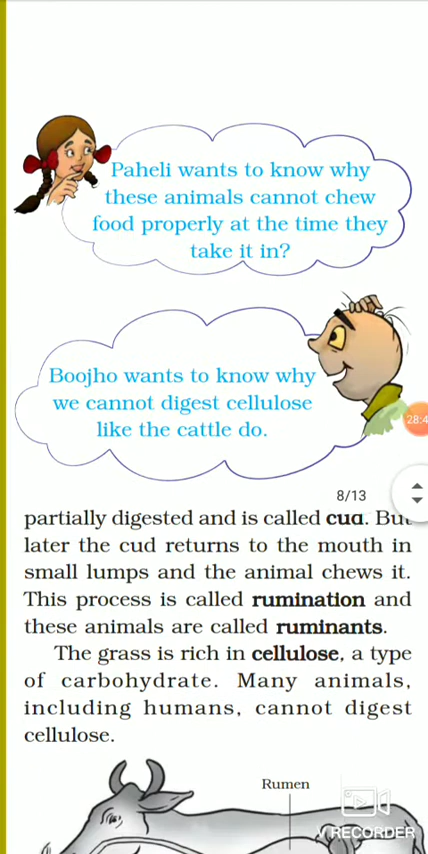 Paheli wants to know why
these animals cannot chew
food properly at the time they
take it in?
Boojho wants to know why
we cannot digest cellulose
like the cattle do.
28:4
8/13
partially digested and is called cud. But
later the cud returns to the mouth in
small lumps and the animal chews it.
This process is called rumination and
these animals are called ruminants.
The grass is rich in cellulose, a type
of carbohydrate. Many animals,
including humans, cannot digest
cellulose.
Rumen
RECORDER